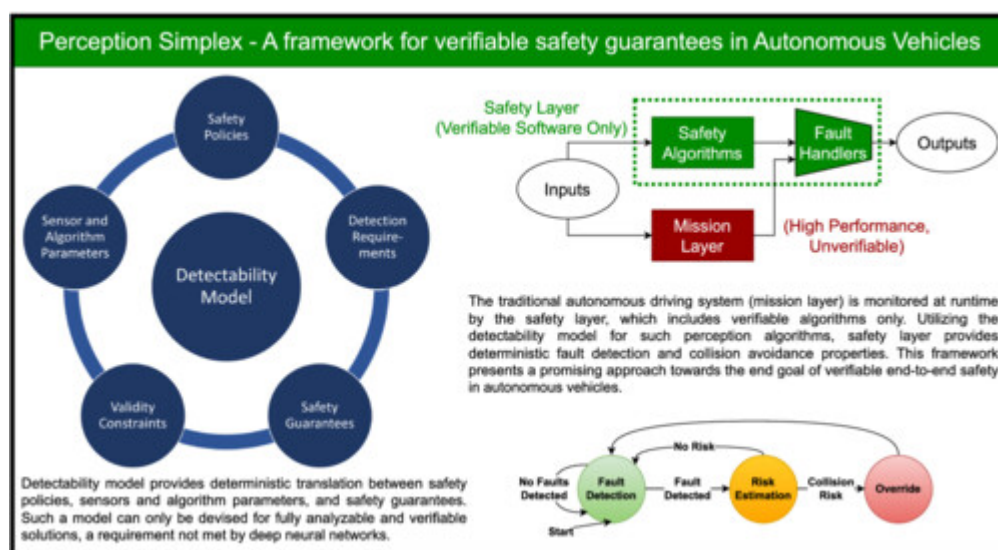 Perception Simplex - A framework for verifiable safety guarantees in Autonomous Vehicles
Safety
Policies
Sensor and
Algorithm
Parameters
Detection
Require-
ments
Detectability
Model
Validity
Constraints
Safety
Guarantees
Detectability model provides deterministic translation between safety
policies, sensors and algorithm parameters, and safety guarantees.
Such a model can only be devised for fully analyzable and verifiable
solutions, a requirement not met by deep neural networks.
Safety Layer
(Verifiable Software Only)
Safety
Algorithms
Fault
Handlers
Outputs
Inputs
Mission
Layer
(High Performance,
Unverifiable)
The traditional autonomous driving system (mission layer) is monitored at runtime
by the safety layer, which includes verifiable algorithms only. Utilizing the
detectability model for such perception algorithms, safety layer provides
deterministic fault detection and collision avoidance properties. This framework
presents a promising approach towards the end goal of verifiable end-to-end safety
in autonomous vehicles.
No Risk
No Faults
Detected
Fault
Detection
Fault
Detected
Risk
Estimation
Collision
Risk
Override
Start